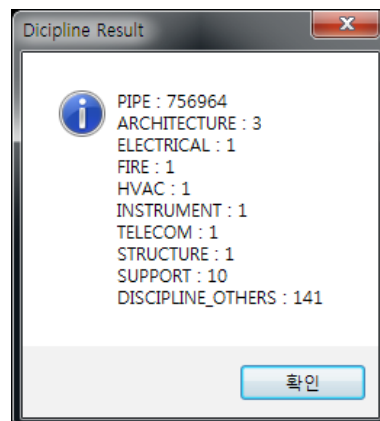 Dicipline Result
PIPE : 756964
ARCHITECTURE : 3
ELECTRICAL : 1
FIRE : 1
HVAC : 1
INSTRUMENT : 1
TELECOM : 1
STRUCTURE : 1
SUPPORT : 10
DISCIPLINE_OTHERS : 141
확인